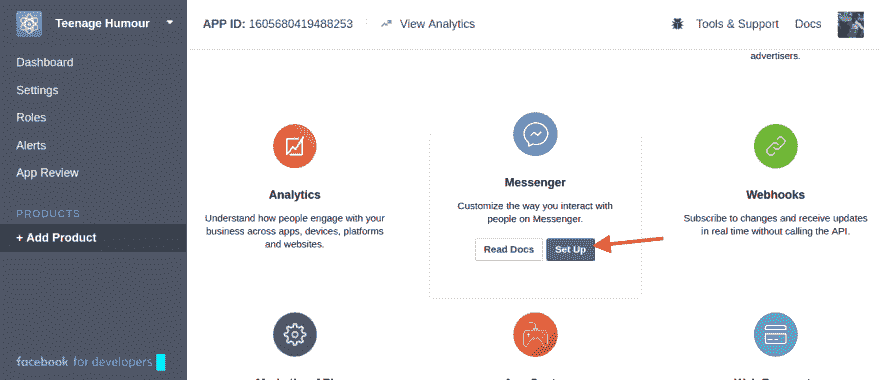 Teenage Humour
APP ID: 1605680419488253
View Analytics
Tools & Support
Docs
Dashboard
Settings
Roles
Alerts
App Review
PRODUCTS
+ Add Product
facebook for developers
advertisers.
Analytics
Understand how people engage with your
business across apps, devices, platforms
and websites.
Messenger
Customize the way you interact with
people on Messenger.
Read Docs
Set Up
Webhooks
Subscribe to changes and receive updates
in real time without calling the API.